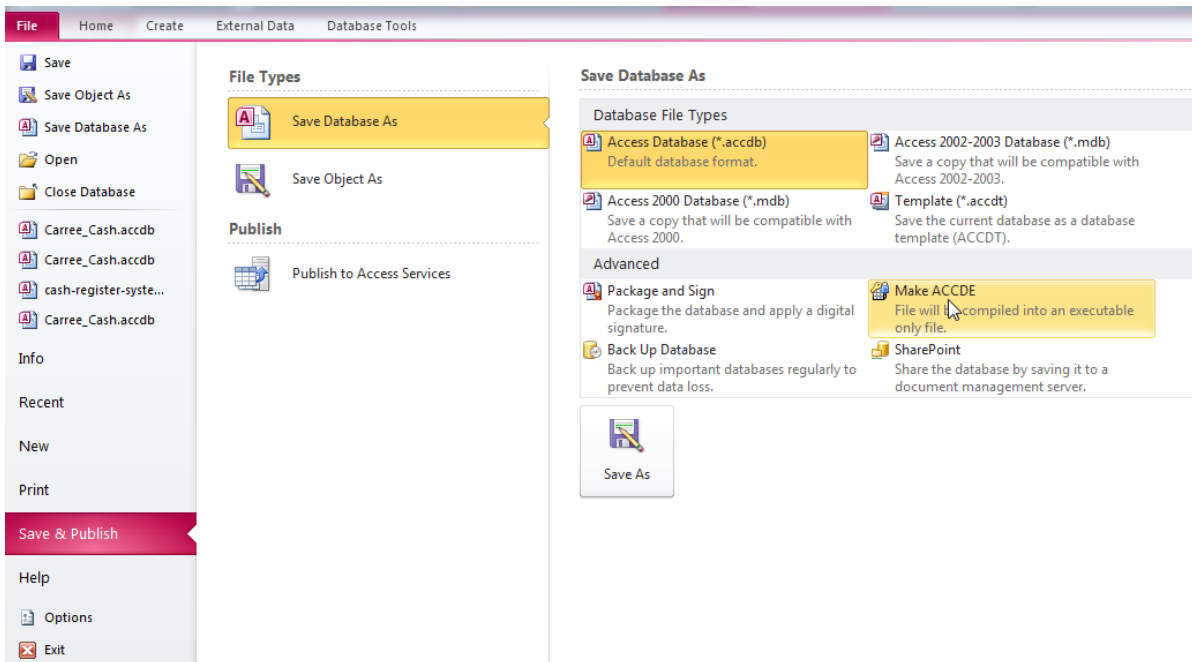 File Home Create External Data Database Tools
Save
Save Object As
Save Database As
Open
Close Database
Carree_Cash.accdb
Carree_Cash.accdb
cash-register-syste...
Carree_Cash.accdb
Info
Recent
New
Print
Save & Publish
Help
Options
Exit
File Types
Save Database As
Save Object As
Publish
Publish to Access Services
Save Database As
Database File Types
Access Database (*.accdb)
Default database format.
Access 2002-2003 Database (*.mdb)
Save a copy that will be compatible with
Access 2002-2003.
Access 2000 Database (*.mdb)
Save a copy that will be compatible with
Access 2000.
Template (*.accdt)
Save the current database as a database
template (ACCDT).
Advanced
Package and Sign
Package the database and apply a digital
signature.
Make ACCDE
File will be compiled into an executable
only file.
Back Up Database
Back up important databases regularly to
prevent data loss.
SharePoint
Share the database by saving it to a
document management server.
Save As